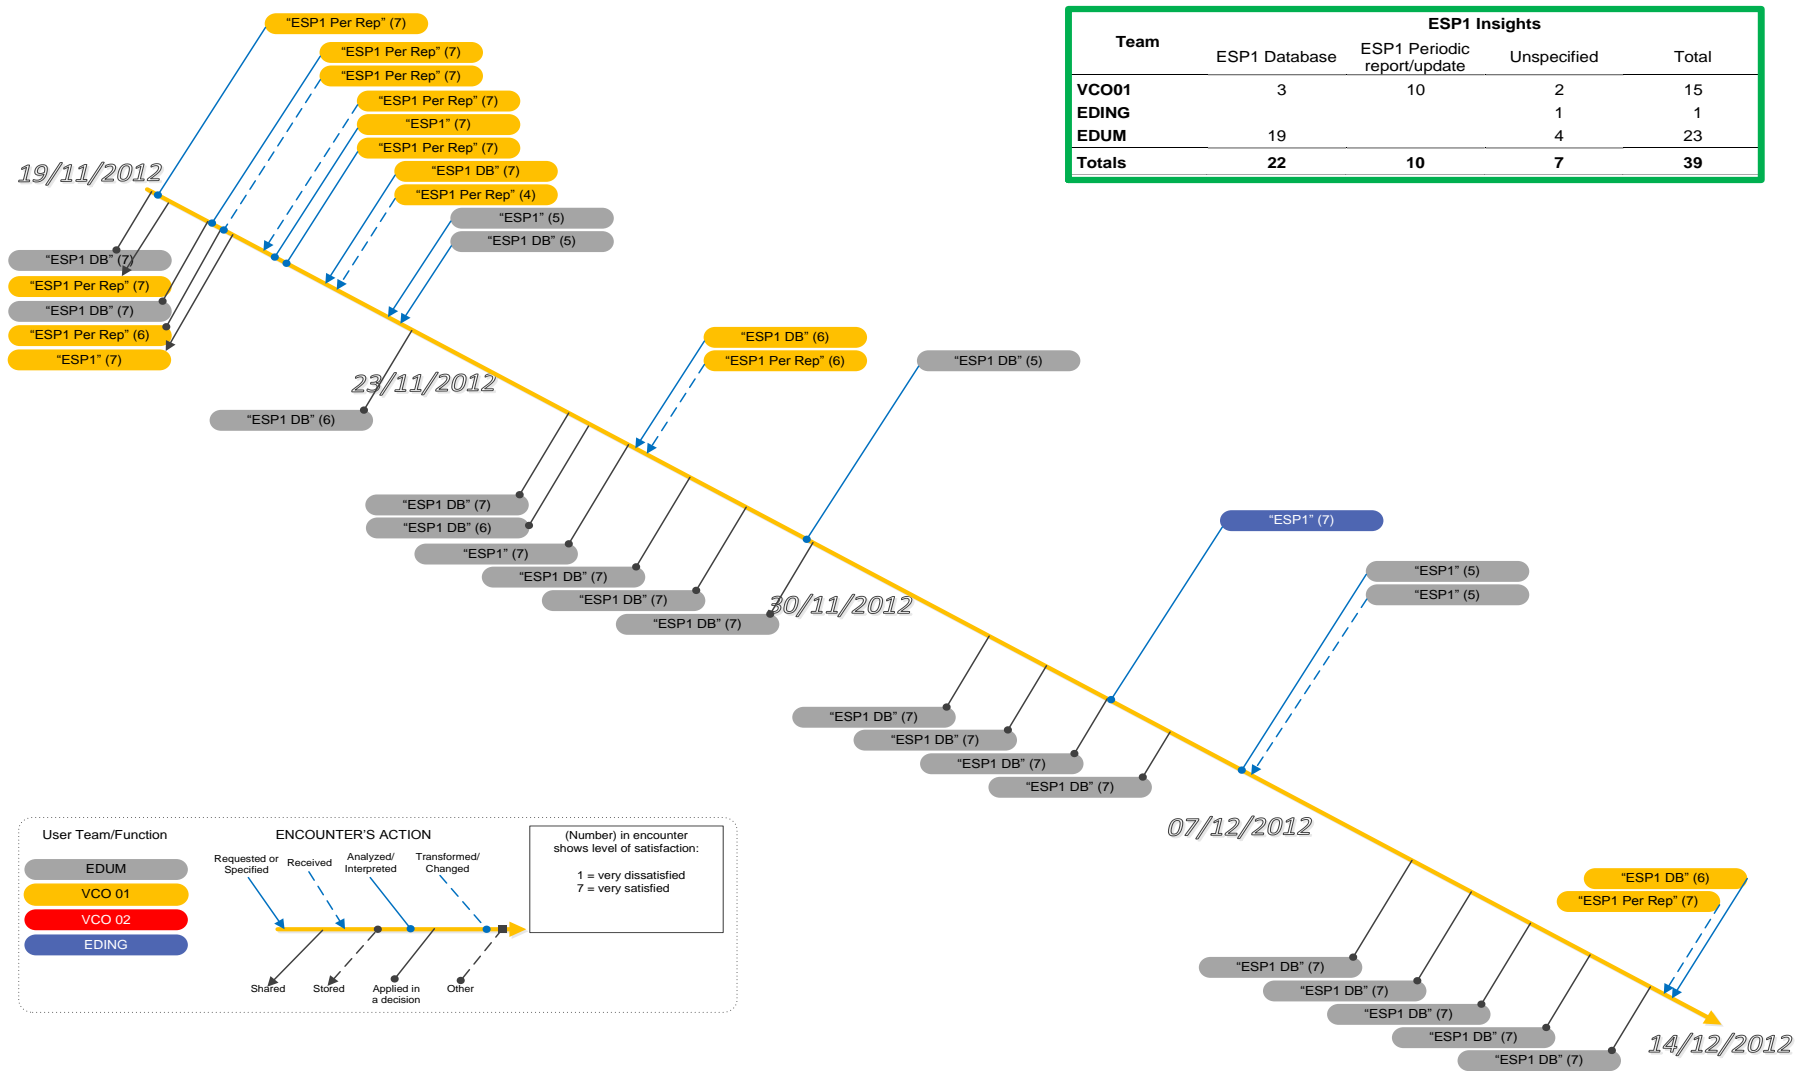 “ESP1 Per Rep” (7)
“ESP1 Per Rep” (7)
“ESP1 Per Rep” (7)
“ESP1 Per Rep” (7)
“ESP1” (7)
“ESP1 Per Rep” (7)
“ESP1 DB” (7)
“ESP1 Per Rep” (4)
“ESP1” (5)
“ESP1 DB” (5)
ESP1 Insights
Team
ESP1 Database
ESP1 Periodic
report/update
Unspecified
Total
VCO01 3 10 2 15
EDING 1 1
EDUM 19 4 23
Totals 22 10 7 39
19/11/2012
“ESP1 DB” (7)
“ESP1 Per Rep” (7)
“ESP1 DB” (7)
“ESP1 Per Rep” (6)
“ESP1” (7)
“ESP1 DB” (6)
“ESP1 Per Rep” (6)
“ESP1 DB” (5)
23/11/2012
“ESP1 DB” (6)
“ESP1 DB” (7)
“ESP1 DB” (6)
“ESP1” (7)
“ESP1 DB” (7)
“ESP1 DB” (7)
“ESP1 DB” (7)
30/11/2012
“ESP1” (7)
“ESP1” (5)
“ESP1” (5)
“ESP1 DB” (7)
“ESP1 DB” (7)
“ESP1 DB” (7)
“ESP1 DB” (7)
07/12/2012
“ESP1 DB” (6)
“ESP1 Per Rep” (7)
“ESP1 DB” (7)
“ESP1 DB” (7)
“ESP1 DB” (7)
“ESP1 DB” (7)
“ESP1 DB” (7)
14/12/2012
User Team/Function
EDUM
VCO 01
VCO 02
EDING
ENCOUNTER’S ACTION
Requested or
Specified
Received
Analyzed/
Interpreted
Transformed/
Changed
Shared
Stored
Applied in
a decision
Other
(Number) in encounter
shows level of satisfaction:
1 = very dissatisfied
7 = very satisfied